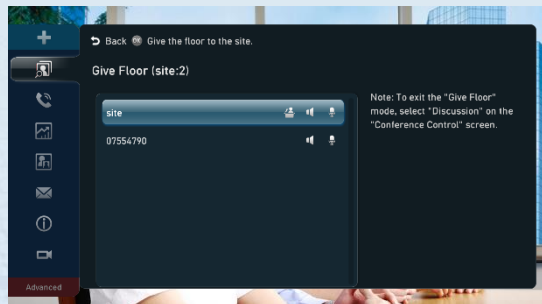 Back OK Give the floor to the site.
Give Floor (site:2)
site
07554790
Note: To exit the "Give Floor"
mode, select "Discussion" on the
"Conference Control" screen.
Advanced